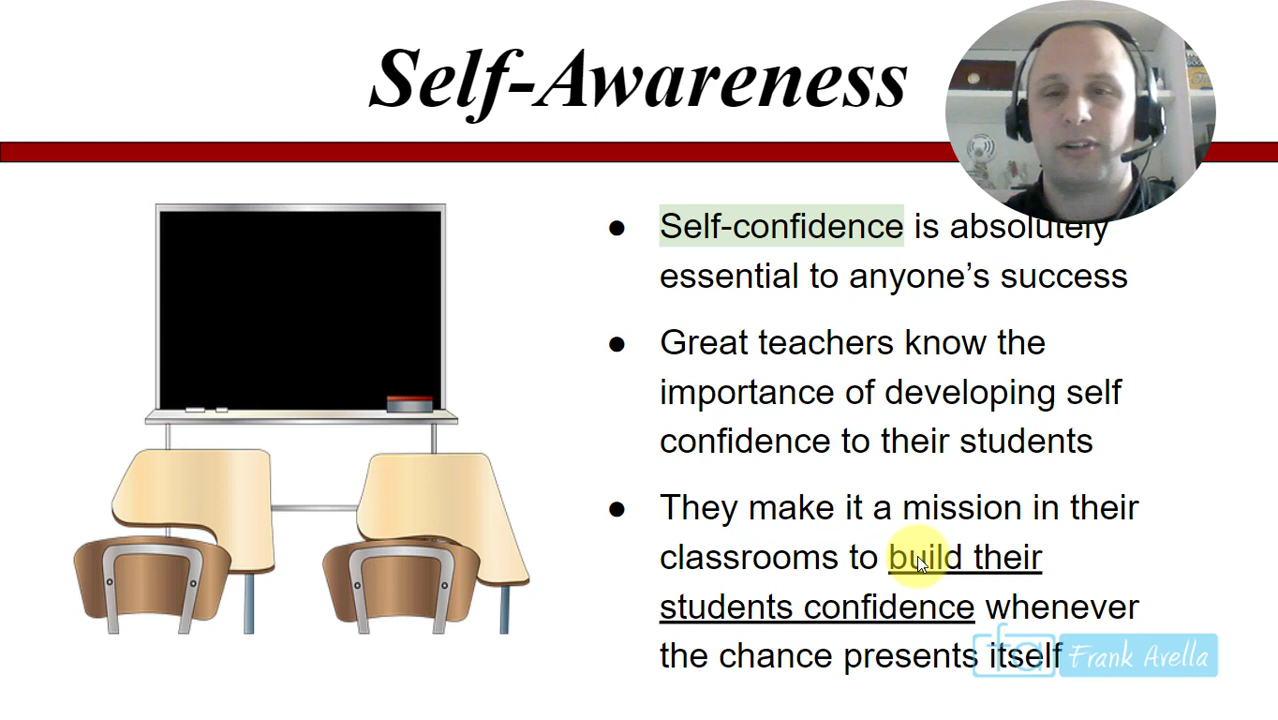 Self-Awareness
● Self-confidence is absolutely
essential to anyone’s success
● Great teachers know the
importance of developing self
confidence to their students
● They make it a mission in their
classrooms to build their
students confidence whenever
the chance presents itself
fa Frank Avella